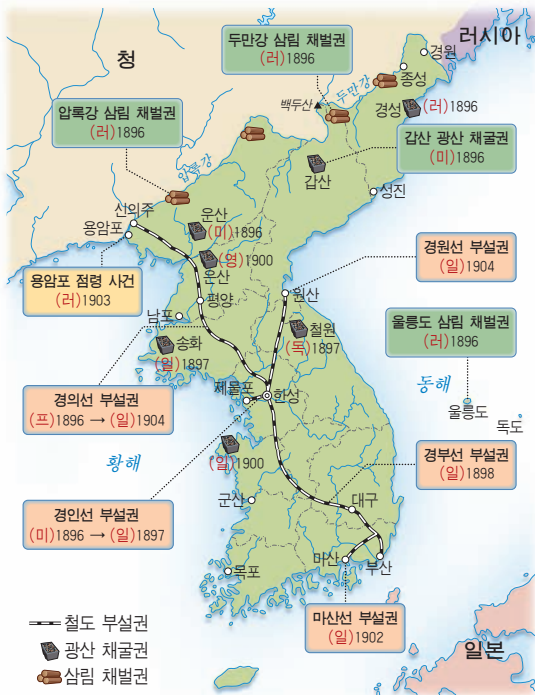 러시아
청
두만강 삼림 채벌권
(러)1896
경원
종성
두만강
백두산
경성
(러)1896
압록강 삼림 채벌권
(러)1896
갑산 광산 채굴권
(미)1896
압록강
갑산
성진
신의주
용암포
운산
(미)1896
(영)1900
운산
용암포 점령 사건
(러)1903
경원선 부설권
(일)1904
평양
원산
남포
송화
(일)1897
철원
(독)1897
울릉도 삼림 채벌권
(러)1896
경의선 부설권
(프)1896 → (일)1904
제물포
한성
동해
울릉도
독도
황해
(일)1900
경부선 부설권
(일)1898
경인선 부설권
(미)1896 → (일)1897
군산
대구
마산
부산
목포
마산선 부설권
(일)1902
철도 부설권
광산 채굴권
삼림 채벌권
일본